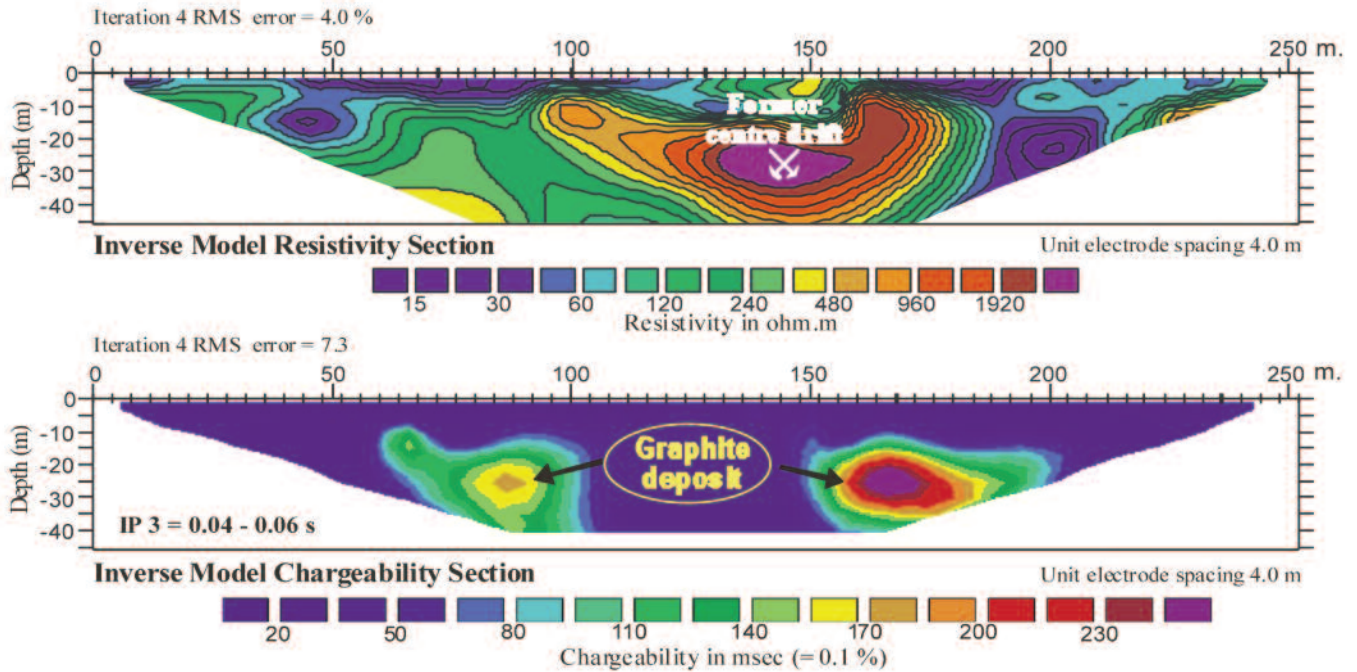 Iteration 4 RMS error = 4.0 %
0 50 100 150 200 250 m.
Depth (m)
0
-10
-20
-30
-40
Former
centre drift
Inverse Model Resistivity Section
Unit electrode spacing 4.0 m
15 30 60 120 240 480 960 1920
Resistivity in ohm.m
Iteration 4 RMS error = 7.3
0 50 100 150 200 250 m.
Depth (m)
0
-10
-20
-30
-40
Graphite
deposit
IP 3 = 0.04 - 0.06 s
Inverse Model Chargeability Section
Unit electrode spacing 4.0 m
20 50 80 110 140 170 200 230
Chargeability in msec (= 0.1 %)